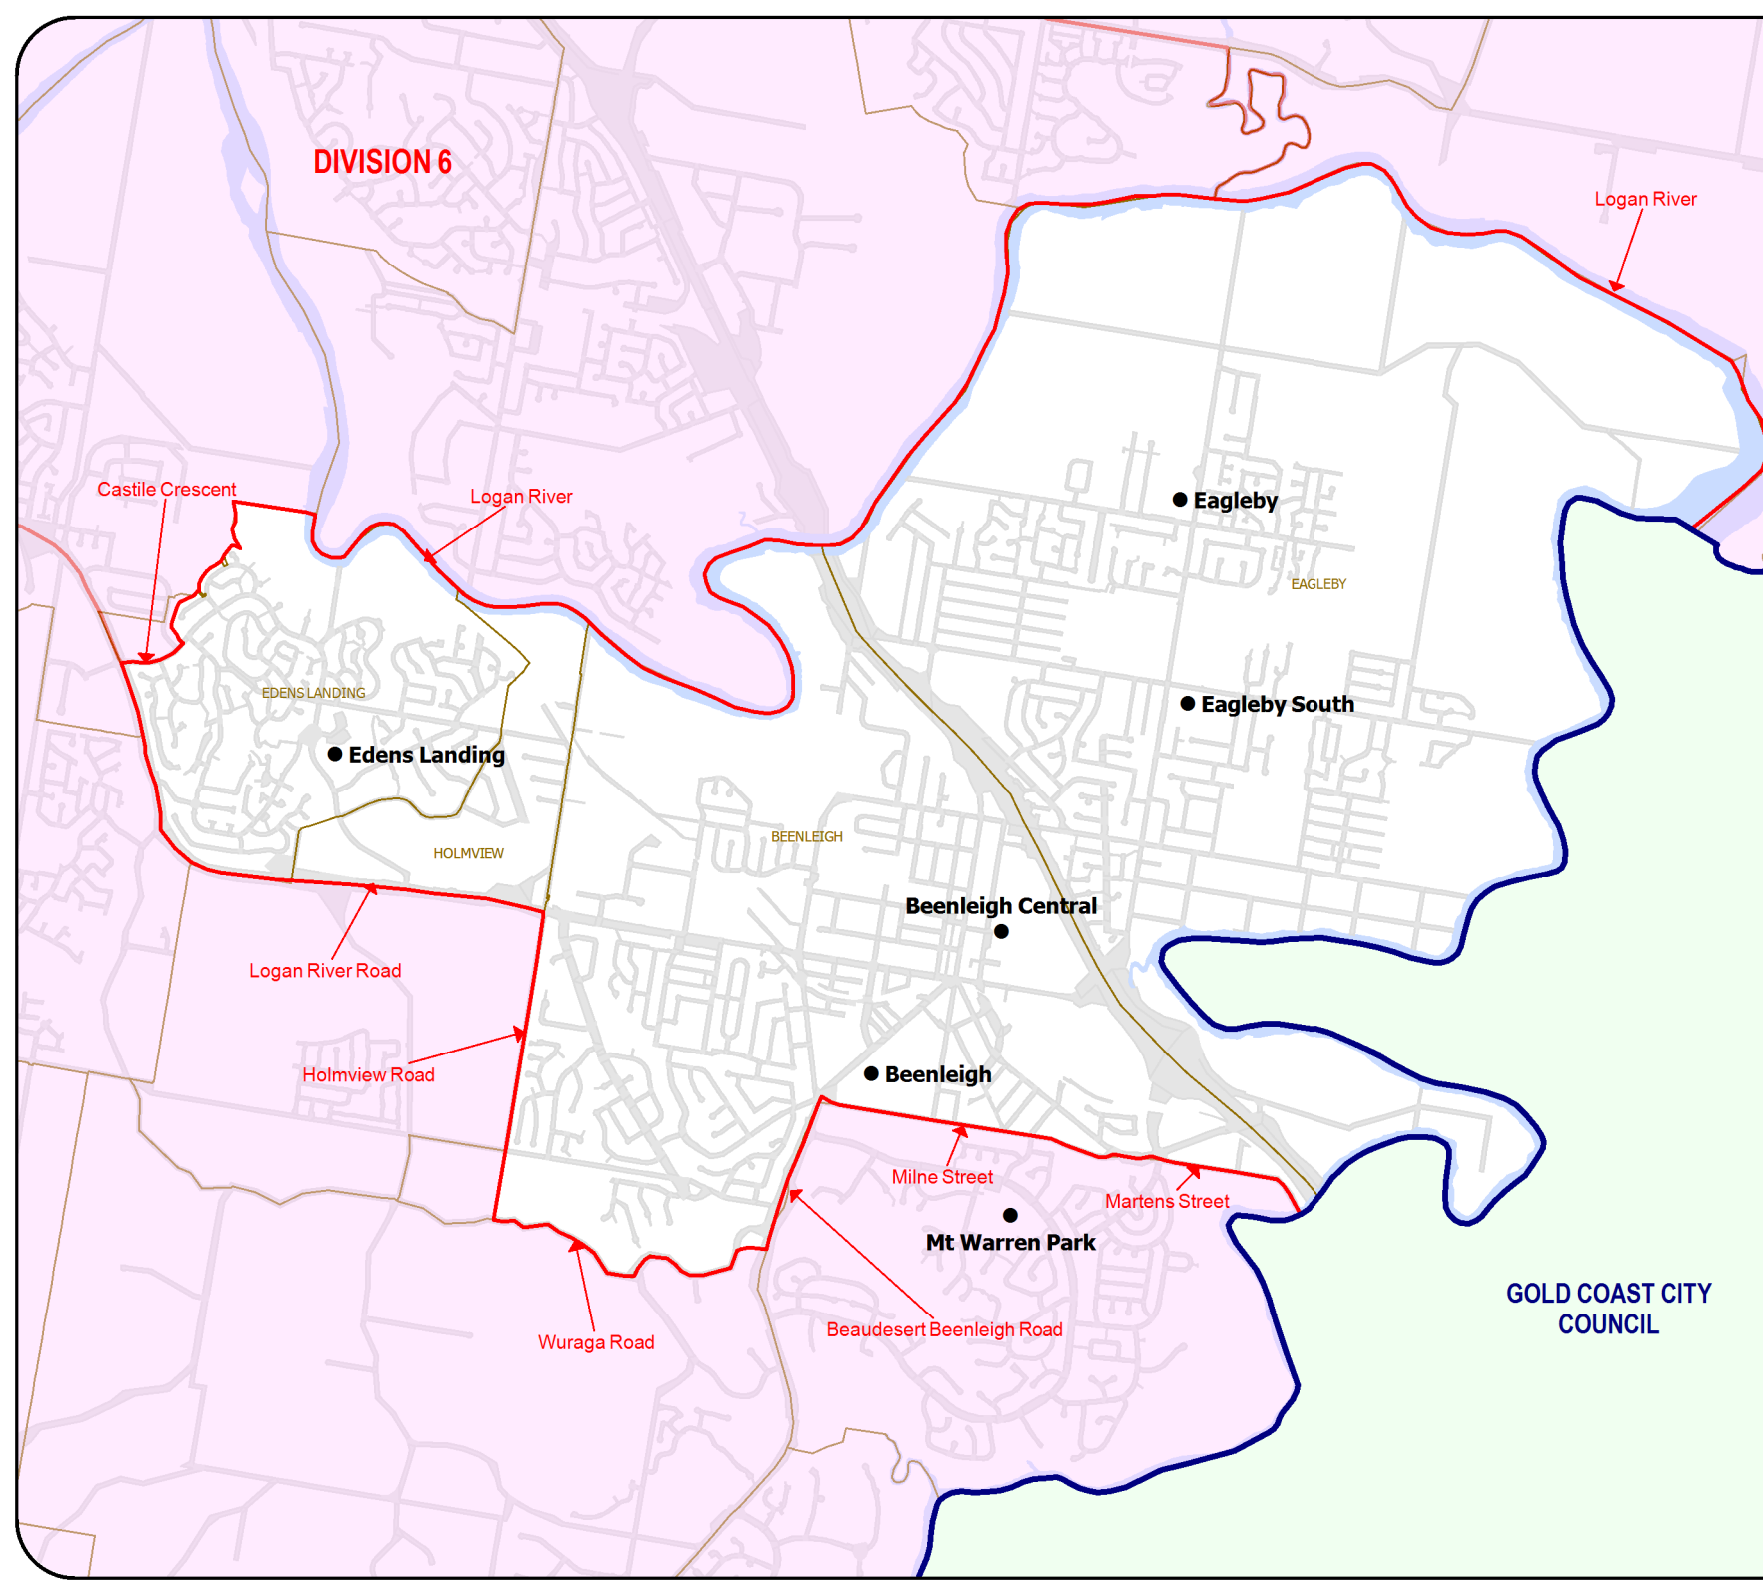 DIVISION 6
Logan River
Castile Crescent
Logan River
Eagleby
EAGLEBY
EDENS LANDING
Eagleby South
Edens Landing
BEENLEIGH
HOLMVIEW
Beenleigh Central
Logan River Road
Holmview Road
Beenleigh
Milne Street
Martens Street
Mt Warren Park
GOLD COAST CITY
COUNCIL
Beaudesert Beenleigh Road
Wuraga Road